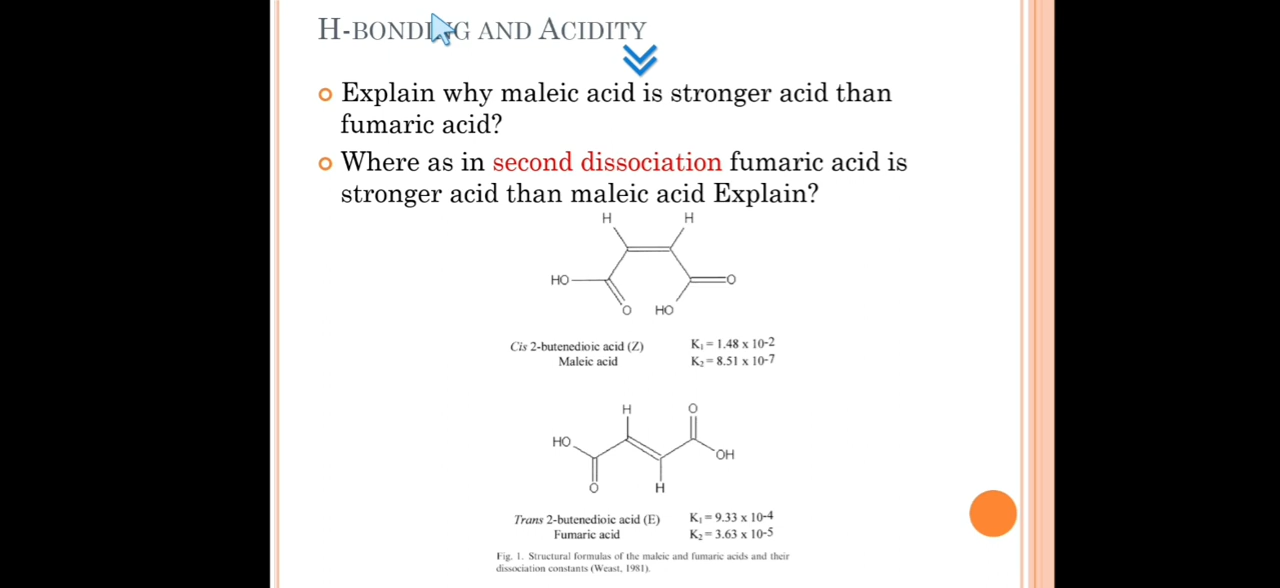 H-BONDING AND ACIDITY
Explain why maleic acid is stronger acid than
fumaric acid?
Where as in second dissociation fumaric acid is
stronger acid than maleic acid Explain?
H H
HO O
O HO
Cis 2-butenedioic acid (Z) K₁ = 1.48 x 10-2
Maleic acid K₂ = 8.51 x 10-7
H O
HO OH
O H
Trans 2-butenedioic acid (E) K₁ = 9.33 x 10-4
Fumaric acid K₂ = 3.63 x 10-5
Fig. 1. Structural formulas of the maleic and fumaric acids and their
dissociation constants (Weast, 1981).